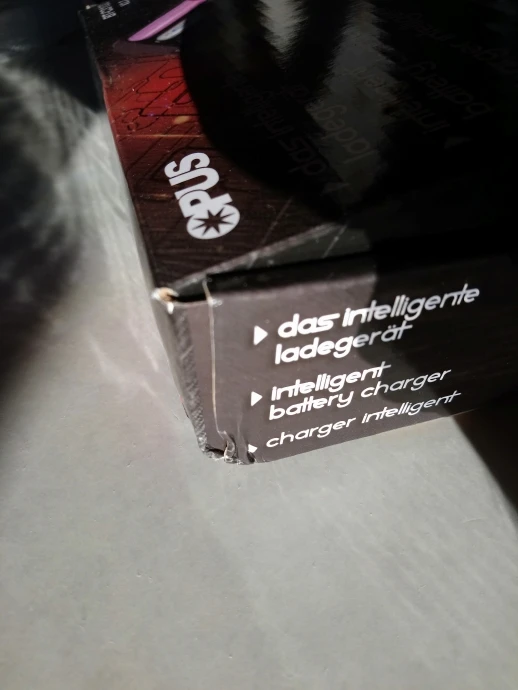 OPUS
das intelligente
ladegerät
intelligent
battery charger
charger intelligent